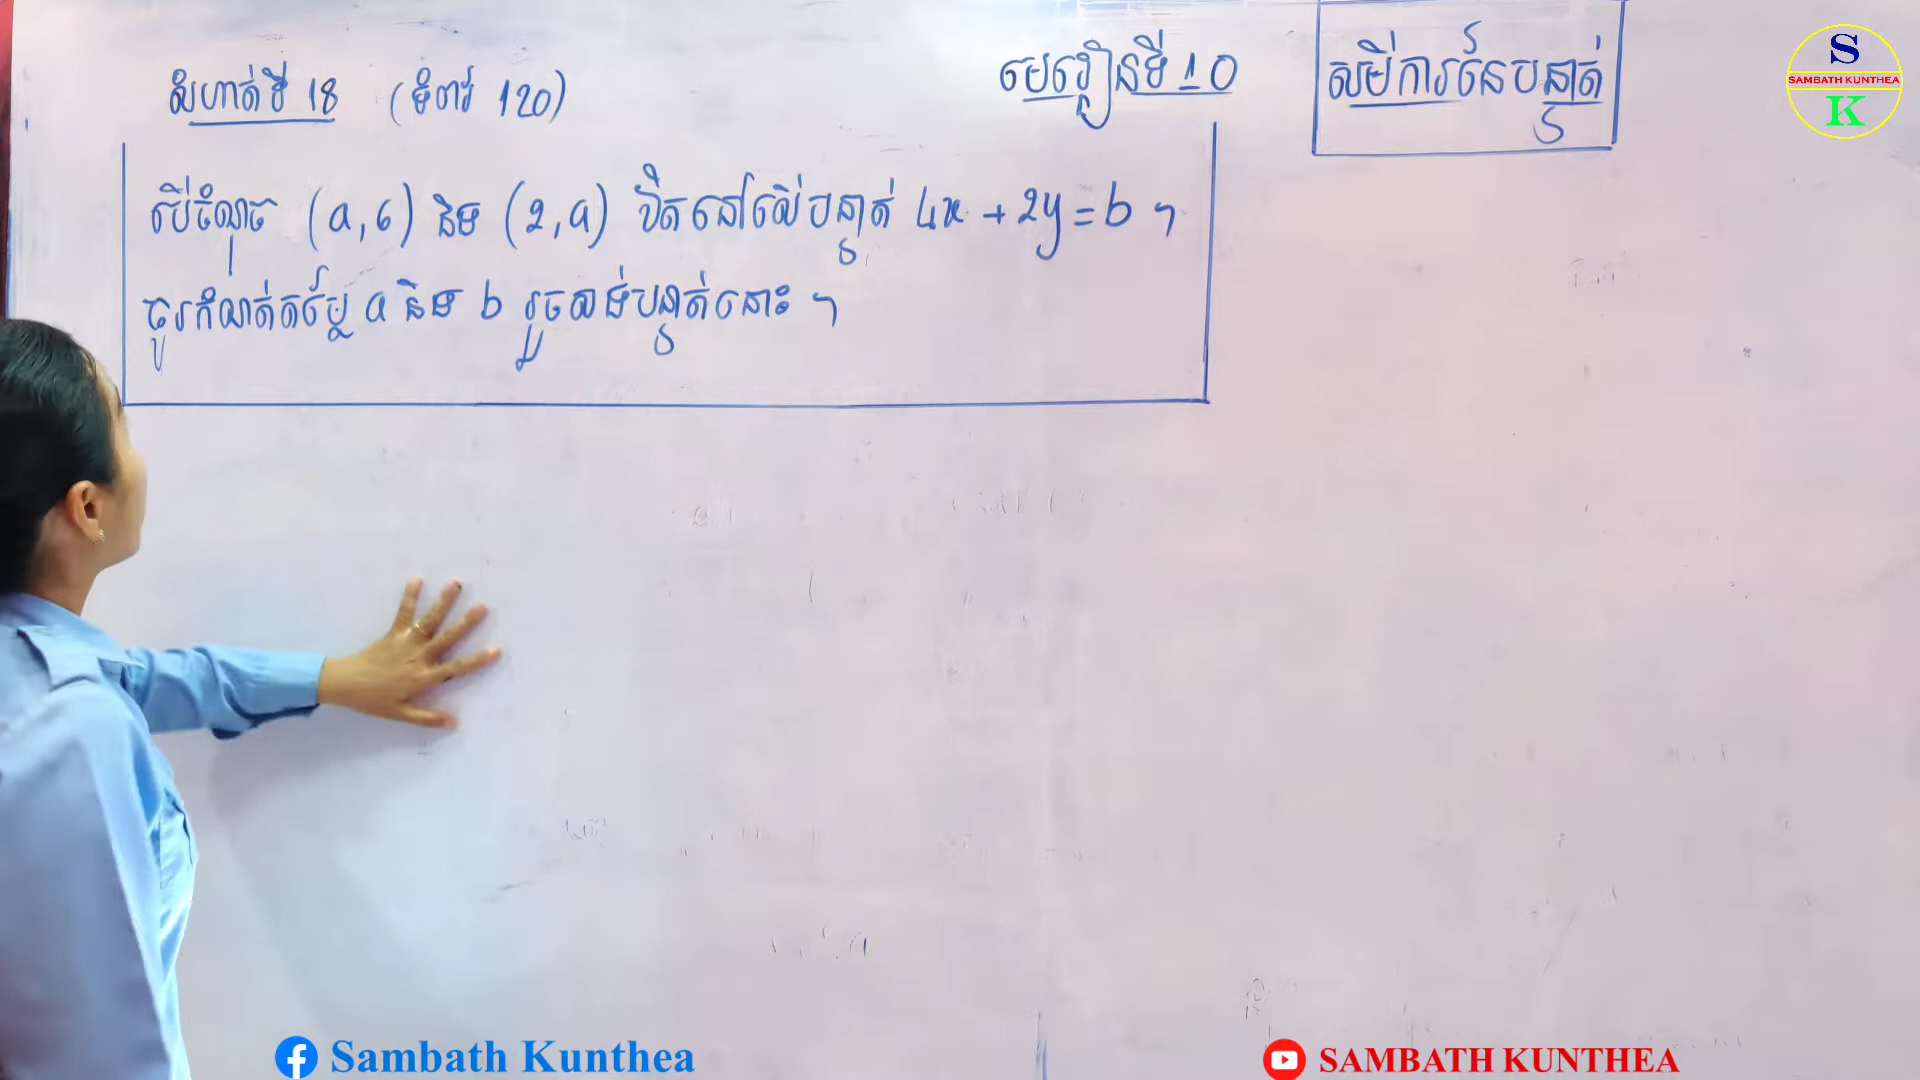 លំហាត់ទី 18 (ទំព័រ 120)
មេរៀនទី 10
សមីការនៃបន្ទាត់
បើចំណុច (a,6) និង (2,a) ឋិតនៅលើបន្ទាត់ 4x + 2y = b ។
ចូរកំណត់តម្លៃ a និង b រួចសង់បន្ទាត់នោះ ។
S
SAMBATH KUNTHEA
K
Sambath Kunthea
SAMBATH KUNTHEA